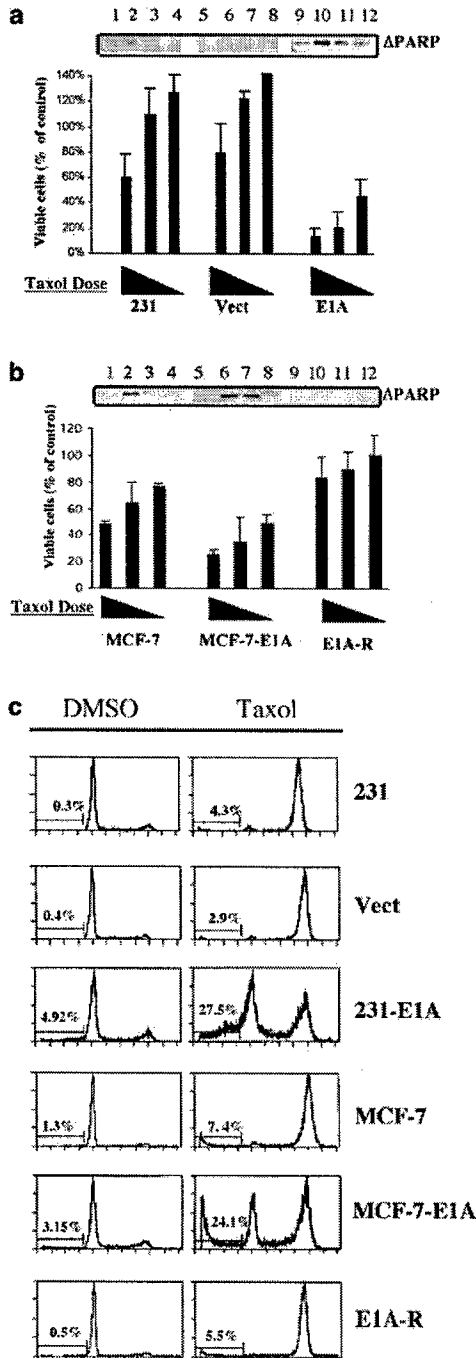 a
1 2 3 4 5 6 7 8 9 10 11 12
ΔPARP
Viable cells (% of control)
140%
120%
100%
80%
60%
40%
20%
0%
Taxol Dose
231 Vect E1A
b
1 2 3 4 5 6 7 8 9 10 11 12
ΔPARP
Viable cells (% of control)
120
100
80
60
40
20
0
Taxol Dose
MCF-7 MCF-7-E1A E1A-R
c
DMSO Taxol
0.3% 4.3% 231
0.4% 2.9% Vect
4.92% 27.5% 231-E1A
1.3% 7.4% MCF-7
3.15% 24.1% MCF-7-E1A
0.5% 5.5% E1A-R